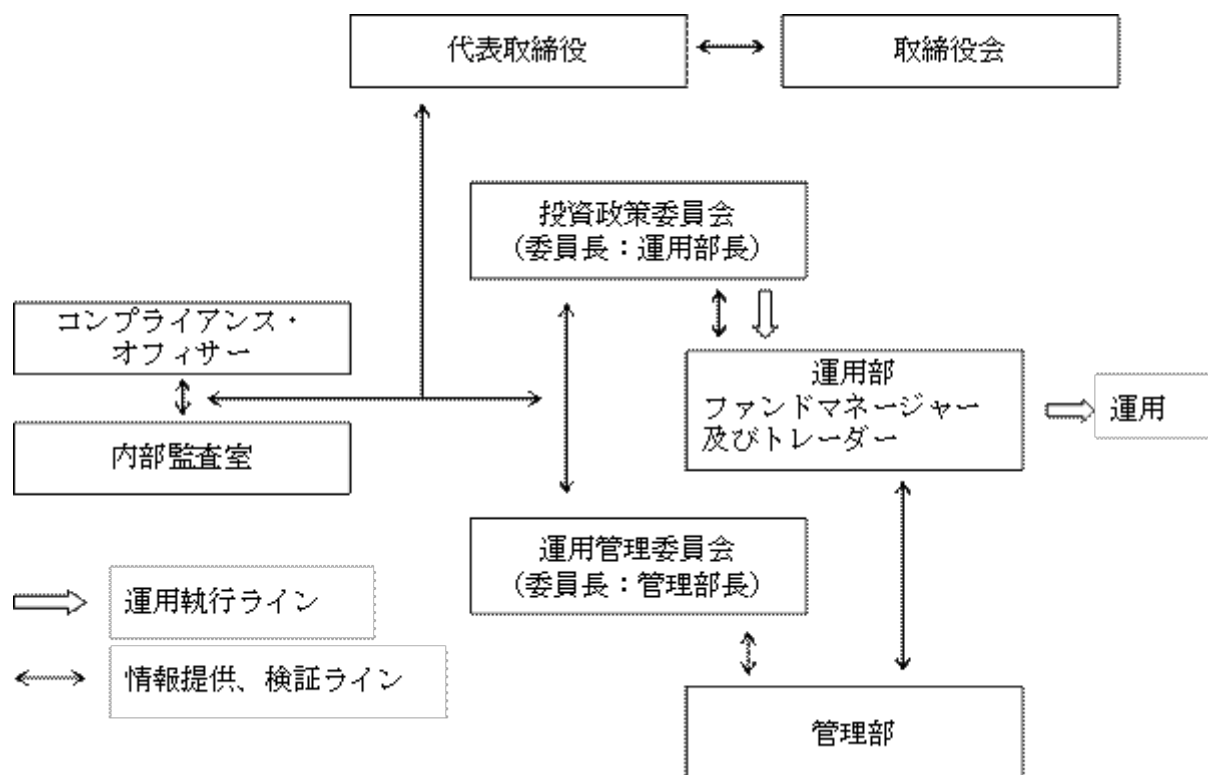 代表取締役
取締役会
投資政策委員会
(委員長：運用部長)
コンプライアンス・
オフィサー
運用部
ファンドマネージャー
及びトレーダー
運用
内部監査室
運用管理委員会
(委員長：管理部長)
運用執行ライン
情報提供、検証ライン
管理部